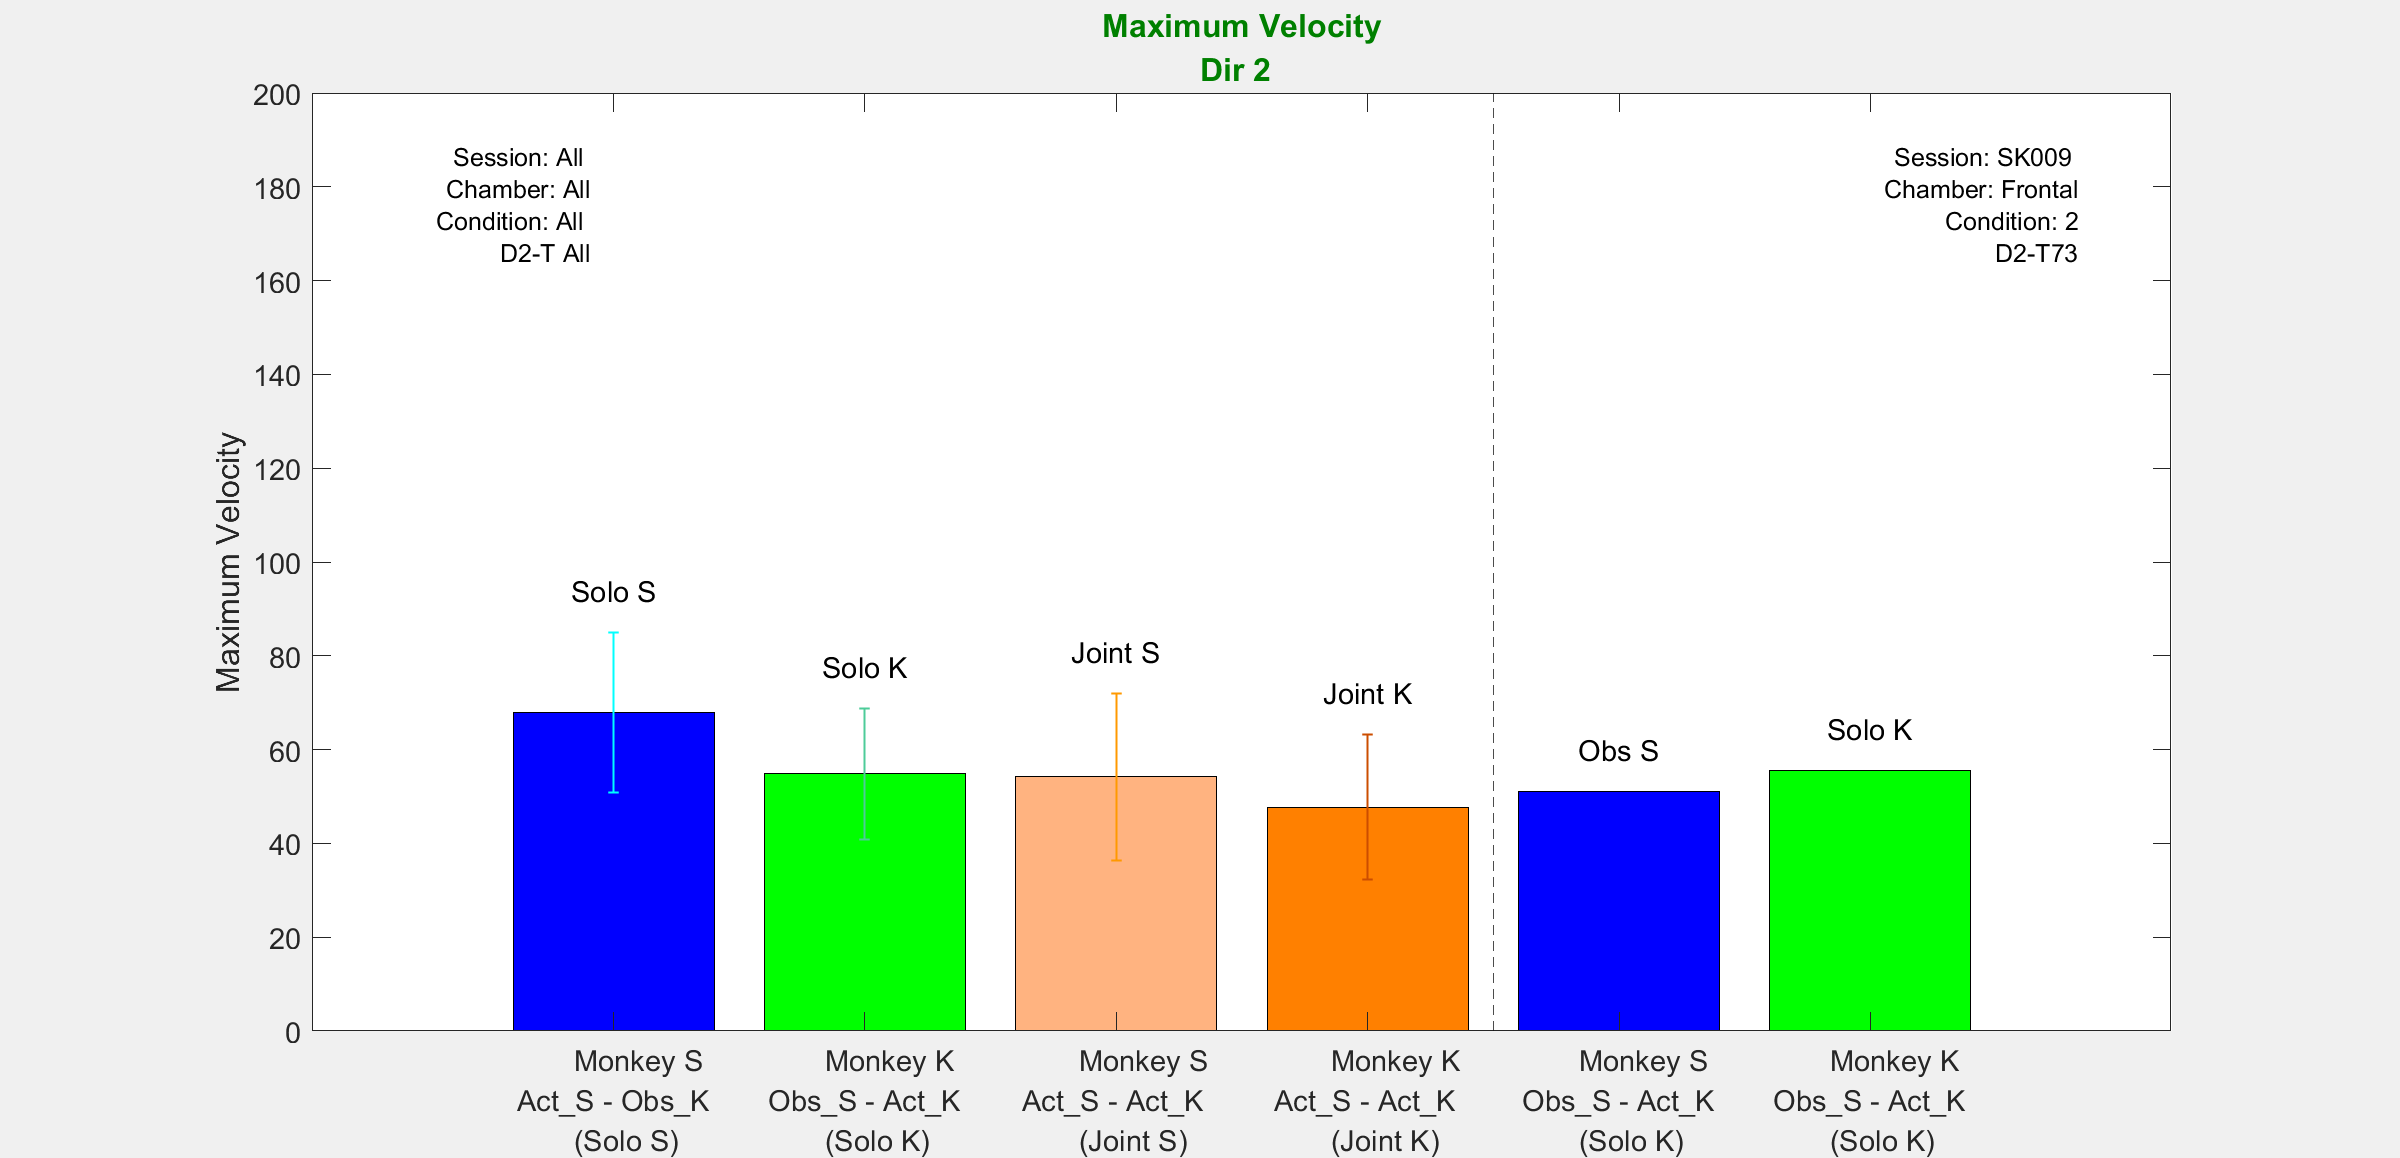 Maximum Velocity
Dir 2
200
180
160
140
120
100
80
60
40
20
0
Maximum Velocity
Session: All
Chamber: All
Condition: All
D2-T All
Session: SK009
Chamber: Frontal
Condition: 2
D2-T73
Solo S
Solo K
Joint S
Joint K
Obs S
Solo K
Monkey S
Act_S - Obs_K
(Solo S)
Monkey K
Obs_S - Act_K
(Solo K)
Monkey S
Act_S - Act_K
(Joint S)
Monkey K
Act_S - Act_K
(Joint K)
Monkey S
Obs_S - Act_K
(Solo K)
Monkey K
Obs_S - Act_K
(Solo K)